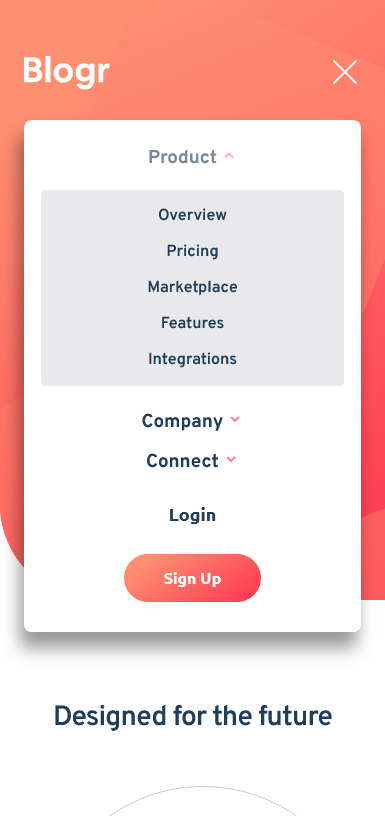 Blogr
Product
Overview
Pricing
Marketplace
Features
Integrations
Company
Connect
Login
Sign Up
Designed for the future